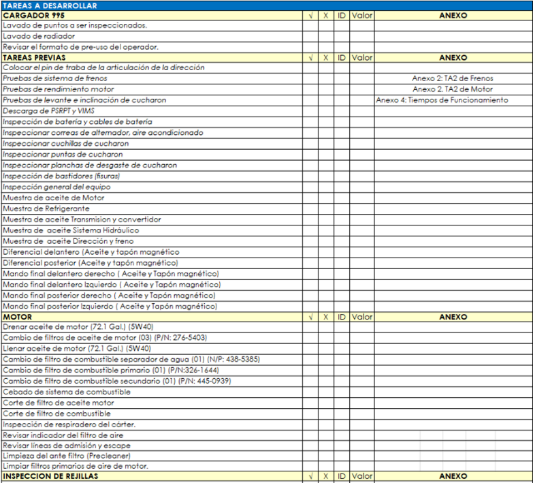 TAREAS A DESARROLLAR
CARGADOR 995 √ X ID Valor ANEXO
Lavado de puntos a ser inspeccionados.
Lavado de radiador
Revisar el formato de pre-uso del operador.
TAREAS PREVIAS √ X ID Valor ANEXO
Colocar el pin de traba de la articulación de la dirección
Pruebas de sistema de frenos Anexo 2: TA2 de Frenos
Pruebas de rendimiento motor Anexo 2. TA2 de Motor
Pruebas de levante e inclinación de cucharon Anexo 4: Tiempos de Funcionamiento
Descarga de PSRPT y VIMS
Inspección de batería y cables de batería
Inspeccionar correas de alternador, aire acondicionado
Inspeccionar cuchillas de cucharon
Inspeccionar puntas de cucharon
Inspeccionar planchas de desgaste de cucharon
Inspección de bastidores (fisuras)
Inspección general del equipo
Muestra de aceite de Motor
Muestra de Refrigerante
Muestra de aceite Transmision y convertidor
Muestra de aceite Sistema Hidráulico
Muestra de aceite Dirección y freno
Diferencial delantero (Aceite y tapón magnético
Diferencial posterior (Aceite y tapón magnético)
Mando final delantero derecho ( Aceite y Tapón magnético)
Mando final delantero Izquierdo ( Aceite y Tapón magnético)
Mando final posterior derecho ( Aceite y Tapón magnético)
Mando final posterior Izquierdo ( Aceite y Tapón magnético)
MOTOR √ X ID Valor ANEXO
Drenar aceite de motor (72.1 Gal.) (5W40)
Cambio de filtros de aceite de motor (03) (P/N: 276-5403)
Llenar aceite de motor (72.1 Gal.) (5W40)
Cambio de filtro de combustible separador de agua (01) (N/P: 438-5385)
Cambio de filtro de combustible primario (01) (P/N:326-1644)
Cambio de filtro de combustible secundario (01) (P/N: 445-0939)
Cebado de sistema de combustible
Corte de filtro de aceite motor
Corte de filtro de combustible
Inspección de respiradero del córter.
Revisar indicador del filtro de aire
Revisar líneas de admisión y escape
Limpieza del ante filtro (Precleaner)
Limpiar filtros primarios de aire de motor.
INSPECCION DE REJILLAS √ X ID Valor ANEXO